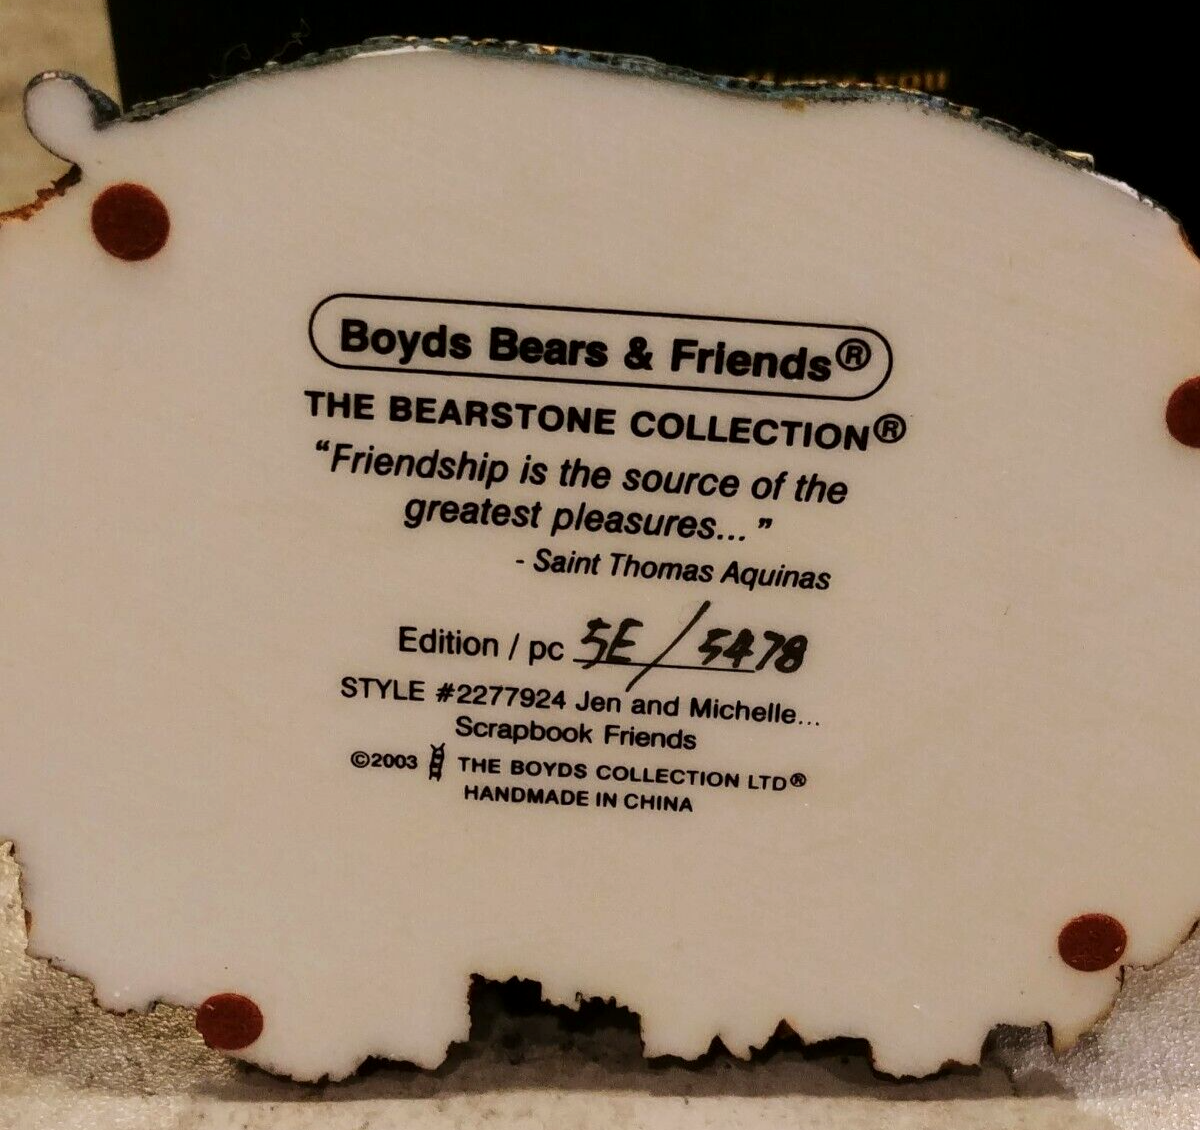 Boyds Bears & Friends®
THE BEARSTONE COLLECTION®
“Friendship is the source of the
greatest pleasures... ”
- Saint Thomas Aquinas
Edition / pc 5E/5478
STYLE #2277924 Jen and Michelle...
Scrapbook Friends
©2003 THE BOYDS COLLECTION LTD®
HANDMADE IN CHINA